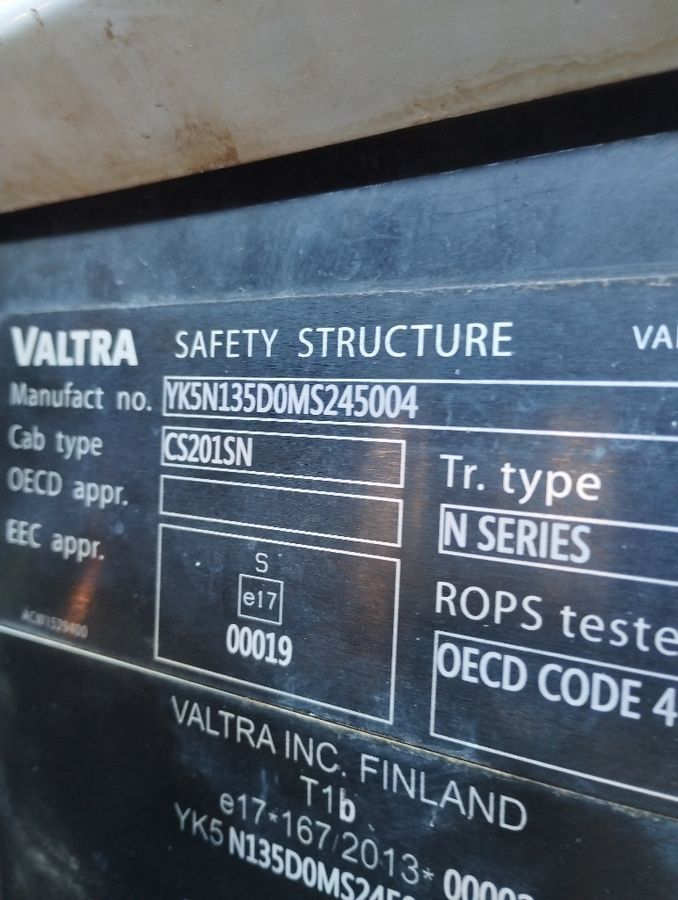 VALTRA SAFETY STRUCTURE
Manufact no. YK5N135D0MS245004
Cab type CS201SN
Tr. type
OECD appr.
N SERIES
EEC appr.
S
e17
00019
ROPS teste
OECD CODE 4
ACW1529400
VALTRA INC. FINLAND
T1b
e17*167/2013*
YK5N135D0MS245